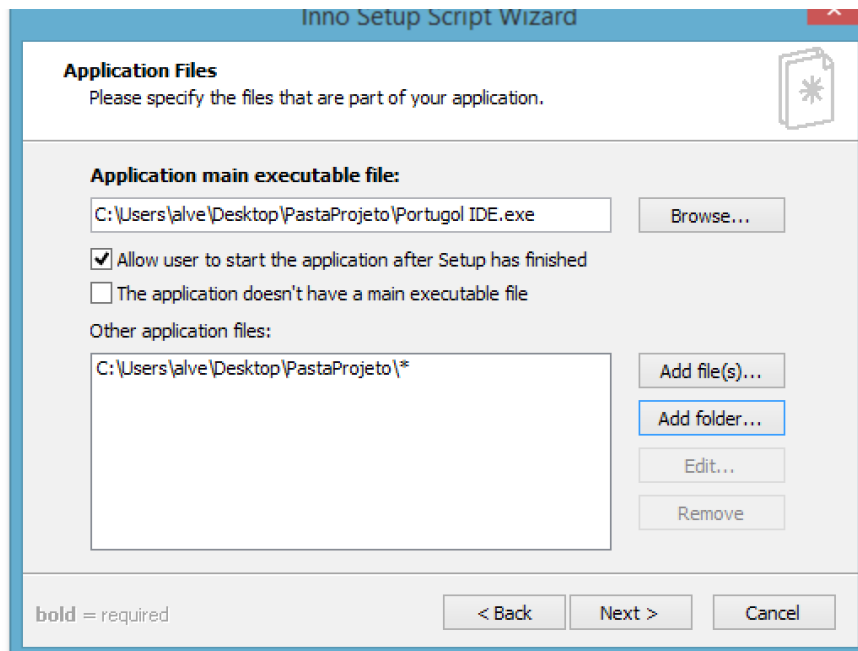 Inno Setup Script Wizard
Application Files
Please specify the files that are part of your application.
Application main executable file:
C:\Users\alve\Desktop\PastaProjeto\Portugol IDE.exe
Browse...
Allow user to start the application after Setup has finished
The application doesn't have a main executable file
Other application files:
C:\Users\alve\Desktop\PastaProjeto\*
Add file(s)...
Add folder...
Edit...
Remove
bold = required
< Back
Next >
Cancel